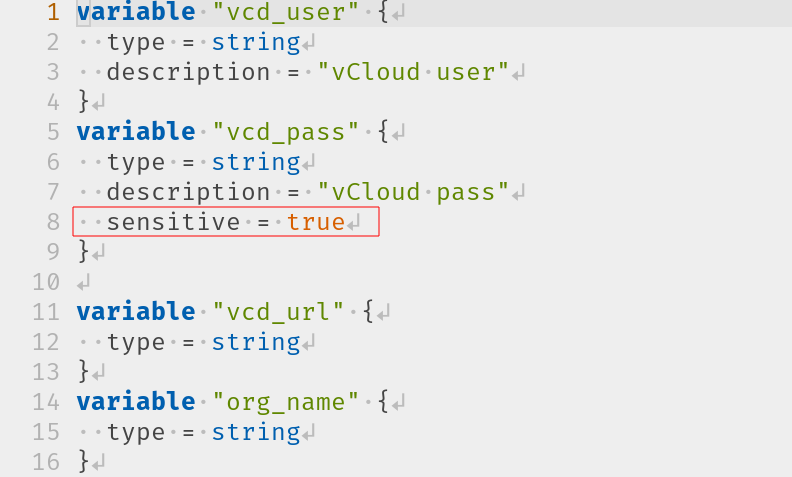 1 variable "vcd_user" {
2 type = string
3 description = "vCloud user"
4 }
5 variable "vcd_pass" {
6 type = string
7 description = "vCloud pass"
8 sensitive = true
9 }
10
11 variable "vcd_url" {
12 type = string
13 }
14 variable "org_name" {
15 type = string
16 }